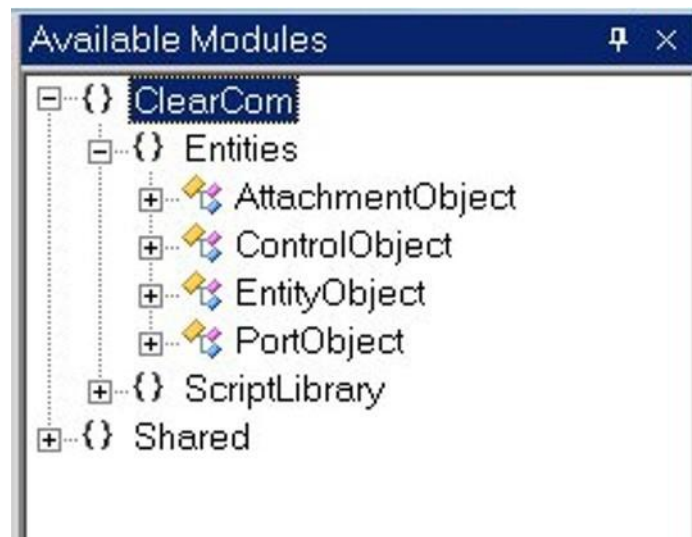 Available Modules
{} ClearCom
{} Entities
AttachmentObject
ControlObject
EntityObject
PortObject
{} ScriptLibrary
{} Shared